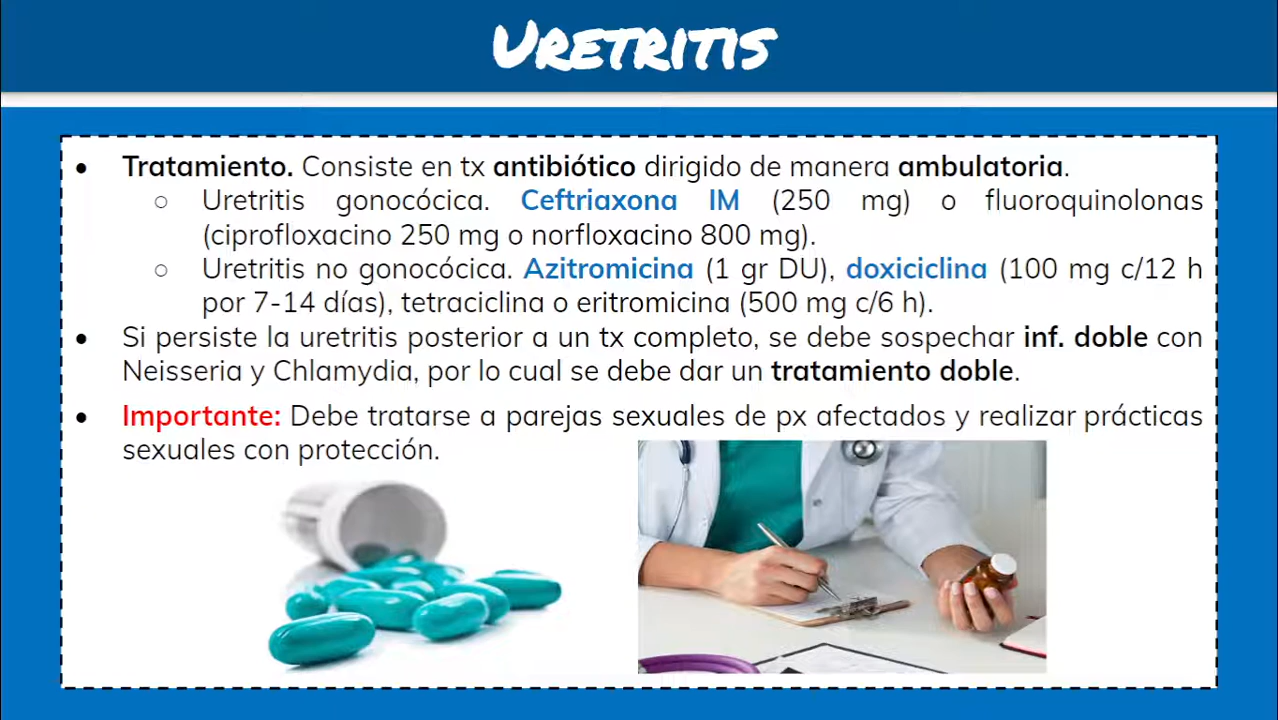 URETRITIS
• Tratamiento. Consiste en tx antibiótico dirigido de manera ambulatoria.
○ Uretritis gonocócica. Ceftriaxona IM (250 mg) o fluoroquinolonas
(ciprofloxacino 250 mg o norfloxacino 800 mg).
○ Uretritis no gonocócica. Azitromicina (1 gr DU), doxiciclina (100 mg c/12 h
por 7-14 días), tetraciclina o eritromicina (500 mg c/6 h).
• Si persiste la uretritis posterior a un tx completo, se debe sospechar inf. doble con
Neisseria y Chlamydia, por lo cual se debe dar un tratamiento doble.
• Importante: Debe tratarse a parejas sexuales de px afectados y realizar prácticas
sexuales con protección.